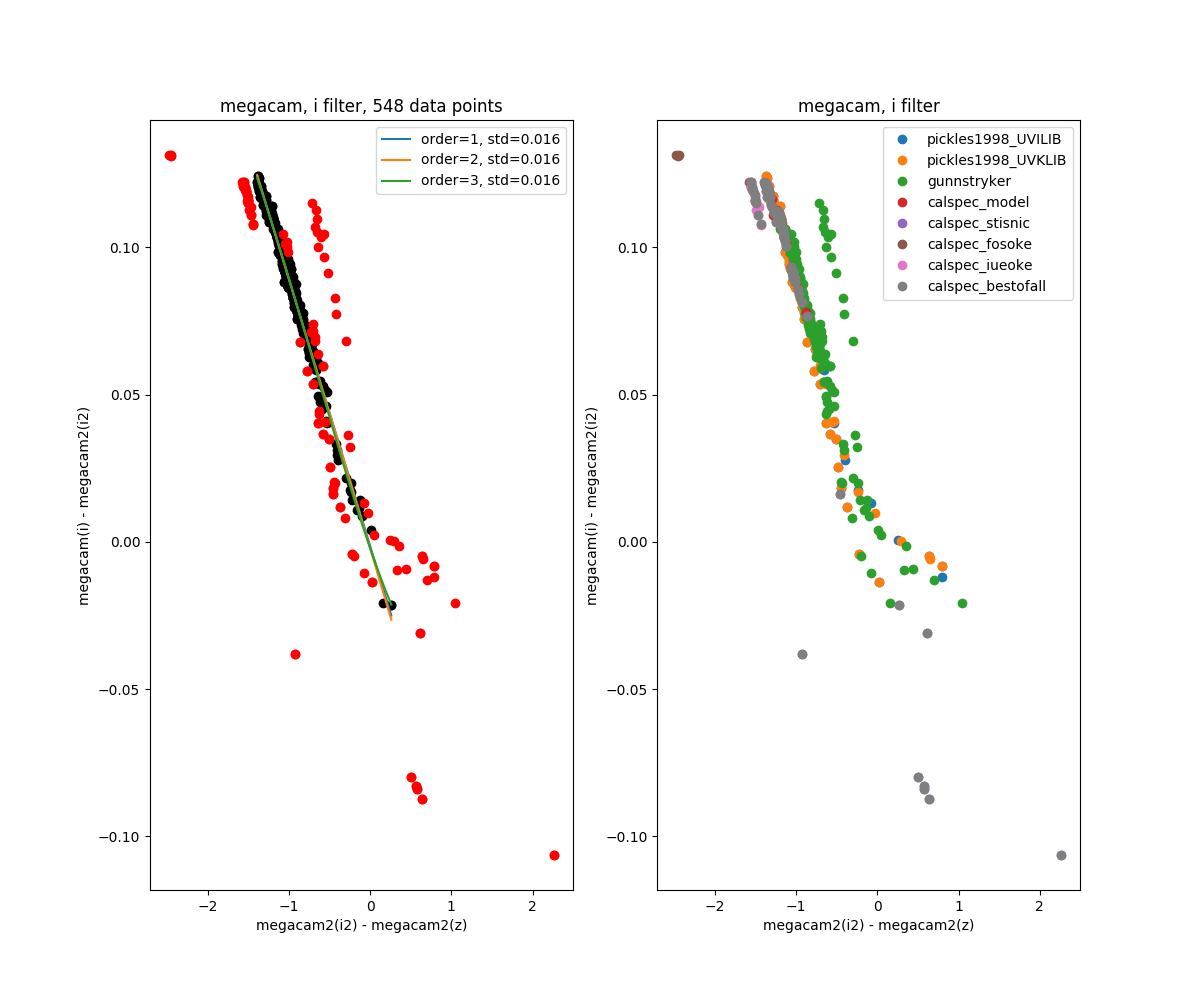 megacam, i filter, 548 data points
order=1, std=0.016
order=2, std=0.016
order=3, std=0.016
0.10
0.05
0.00
−0.05
−0.10
−2
−1
0
1
2
megacam2(i2) - megacam2(z)
megacam(i) - megacam2(i2)
megacam, i filter
pickles1998_UVILIB
pickles1998_UVKLIB
gunnstryker
calspec_model
calspec_stisnic
calspec_fosoke
calspec_iueoke
calspec_bestofall
0.10
0.05
0.00
−0.05
−0.10
−2
−1
0
1
2
megacam2(i2) - megacam2(z)
megacam(i) - megacam2(i2)